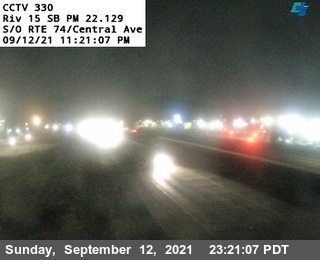 CCTV 330
Riv 15 SB PM 22.129
S/O RTE 74/Central Ave
09/12/21 11:21:07 PM
Sunday, September 12, 2021 23:21:07 PDT